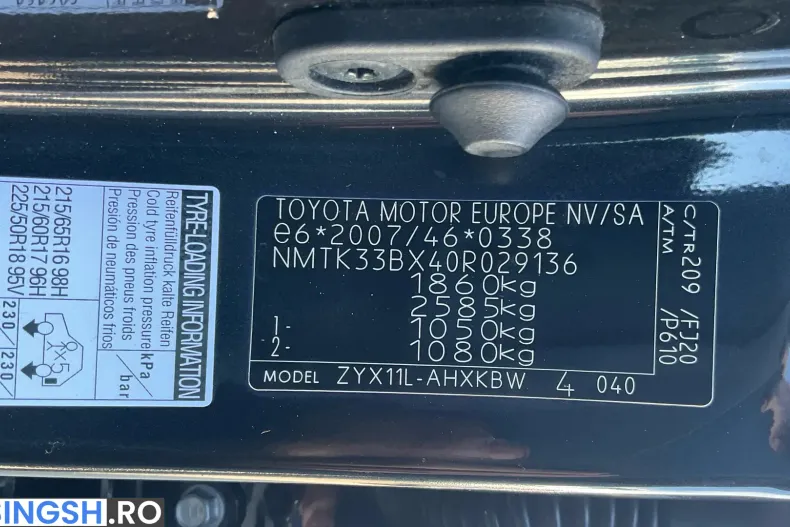 TOYOTA MOTOR EUROPE NV/SA
e6*2007/46*0338
NMTK33BX40R029136
1860kg
2585kg
1- 1050kg
2- 1080kg
MODEL ZYX11L-AHXKBW 4 040
C/TR209 /FJ20
A/TM /P610
TYRE-LOADING INFORMATION
Reifenfülldruck kalte Reifen
Cold tyre inflation pressure
Pression des pneus froids
Presión de neumáticos fríos
kPa / bar
215/65R16 98H
215/60R17 96H
225/50R18 95V
x5
230 /230
SINGSH.RO